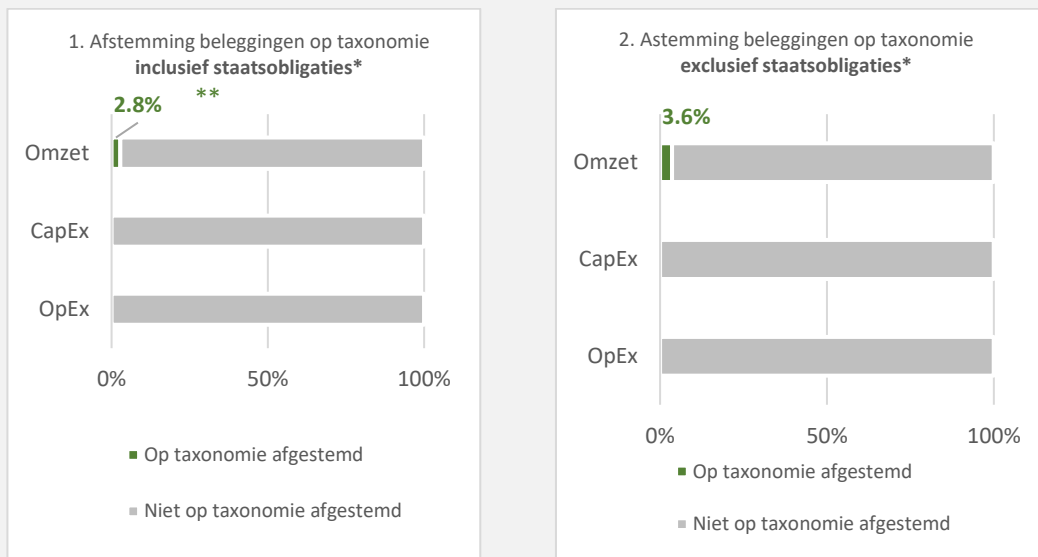 1. Afstemming beleggingen op taxonomie
inclusief staatsobligaties*
**
2.8%
Omzet
CapEx
OpEx
0% 50% 100%
Op taxonomie afgestemd
Niet op taxonomie afgestemd
2. Astemming beleggingen op taxonomie
exclusief staatsobligaties*
3.6%
Omzet
CapEx
OpEx
0% 50% 100%
Op taxonomie afgestemd
Niet op taxonomie afgestemd